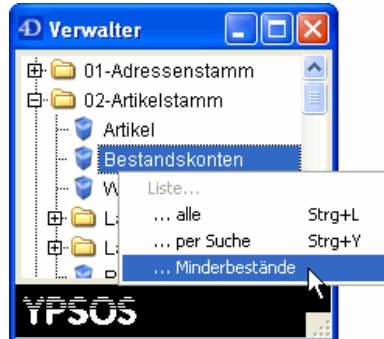 4D Verwalter
01-Adressenstamm
02-Artikelstamm
Artikel
Bestandskonten
W
Liste...
L
... alle Strg+L
L
... per Suche Strg+Y
... Minderbestände
YPSOS